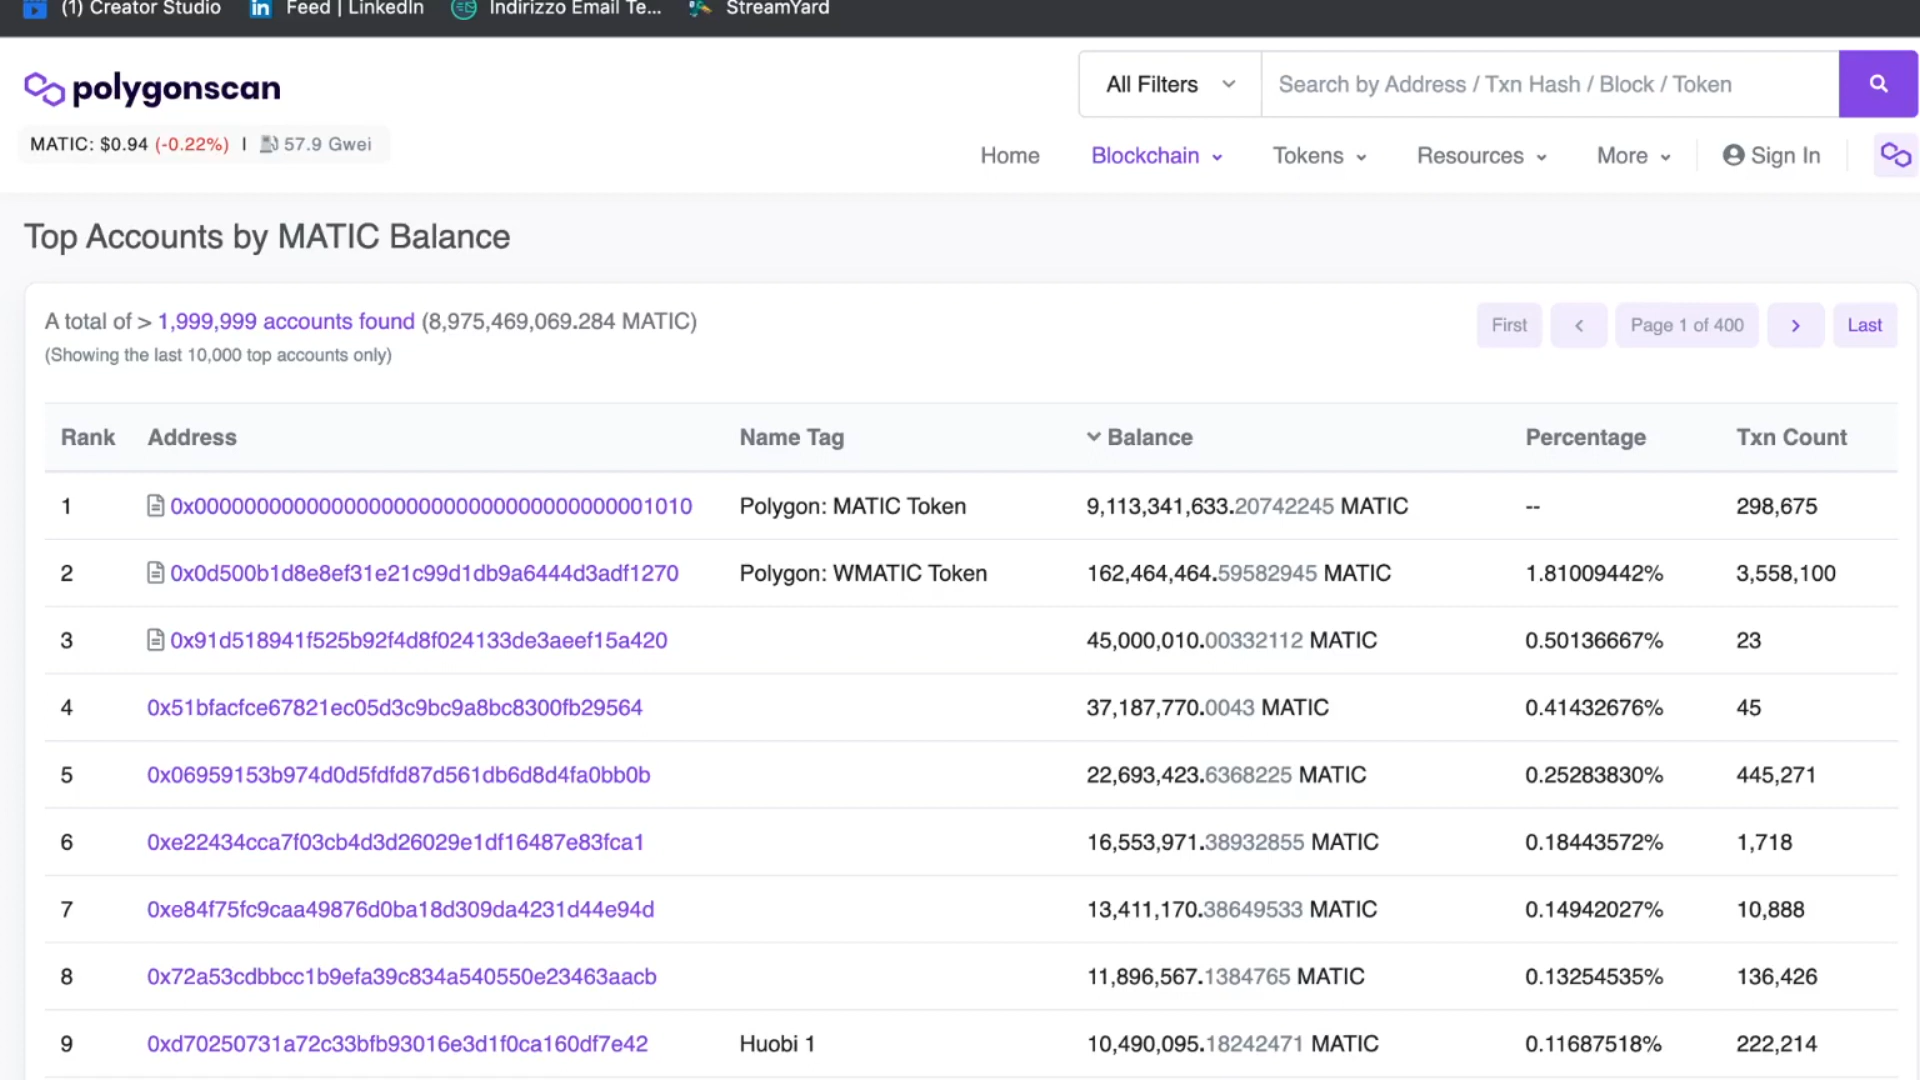 (1) Creator Studio Feed | LinkedIn Indirizzo Email Te... StreamYard
polygonscan
All Filters Search by Address / Txn Hash / Block / Token
MATIC: $0.94 (-0.22%) | 57.9 Gwei
Home Blockchain Tokens Resources More Sign In
Top Accounts by MATIC Balance
A total of > 1,999,999 accounts found (8,975,469,069.284 MATIC)
(Showing the last 10,000 top accounts only)
First < Page 1 of 400 > Last
Rank Address Name Tag Balance Percentage Txn Count
1 0x0000000000000000000000000000000000001010 Polygon: MATIC Token 9,113,341,633.20742245 MATIC -- 298,675
2 0x0d500b1d8e8ef31e21c99d1db9a6444d3adf1270 Polygon: WMATIC Token 162,464,464.59582945 MATIC 1.81009442% 3,558,100
3 0x91d518941f525b92f4d8f024133de3aeef15a420 45,000,010.00332112 MATIC 0.50136667% 23
4 0x51bfacfce67821ec05d3c9bc9a8bc8300fb29564 37,187,770.0043 MATIC 0.41432676% 45
5 0x06959153b974d0d5fdfd87d561db6d8d4fa0bb0b 22,693,423.6368225 MATIC 0.25283830% 445,271
6 0xe22434cca7f03cb4d3d26029e1df16487e83fca1 16,553,971.38932855 MATIC 0.18443572% 1,718
7 0xe84f75fc9caa49876d0ba18d309da4231d44e94d 13,411,170.38649533 MATIC 0.14942027% 10,888
8 0x72a53cdbbcc1b9efa39c834a540550e23463aacb 11,896,567.1384765 MATIC 0.13254535% 136,426
9 0xd70250731a72c33bfb93016e3d1f0ca160df7e42 Huobi 1 10,490,095.18242471 MATIC 0.11687518% 222,214